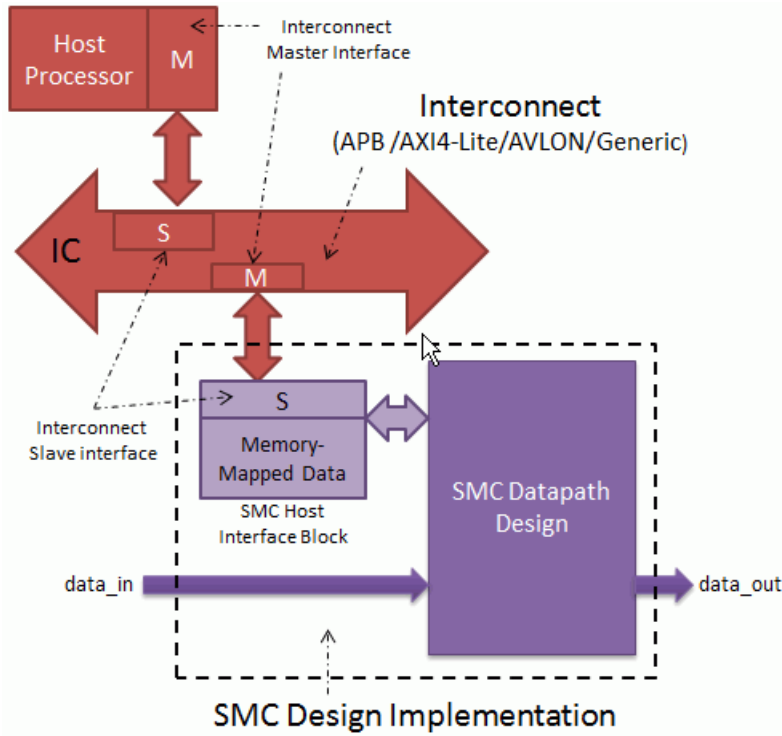 Host
Processor
M
Interconnect
Master Interface
Interconnect
(APB /AXI4-Lite/AVLON/Generic)
S
IC
M
Interconnect
Slave interface
S
Memory-
Mapped Data
SMC Host
Interface Block
SMC Datapath
Design
data_in
data_out
SMC Design Implementation